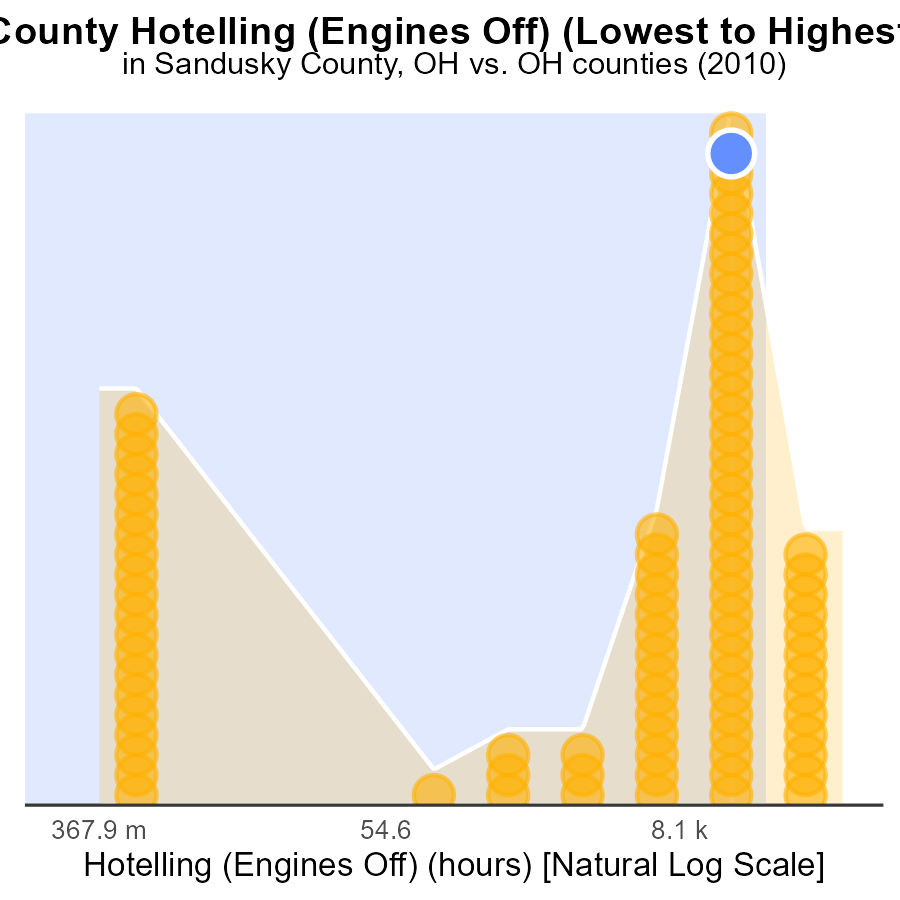 County Hotelling (Engines Off) (Lowest to Highest
in Sandusky County, OH vs. OH counties (2010)
367.9 m 54.6 8.1 k
Hotelling (Engines Off) (hours) [Natural Log Scale]